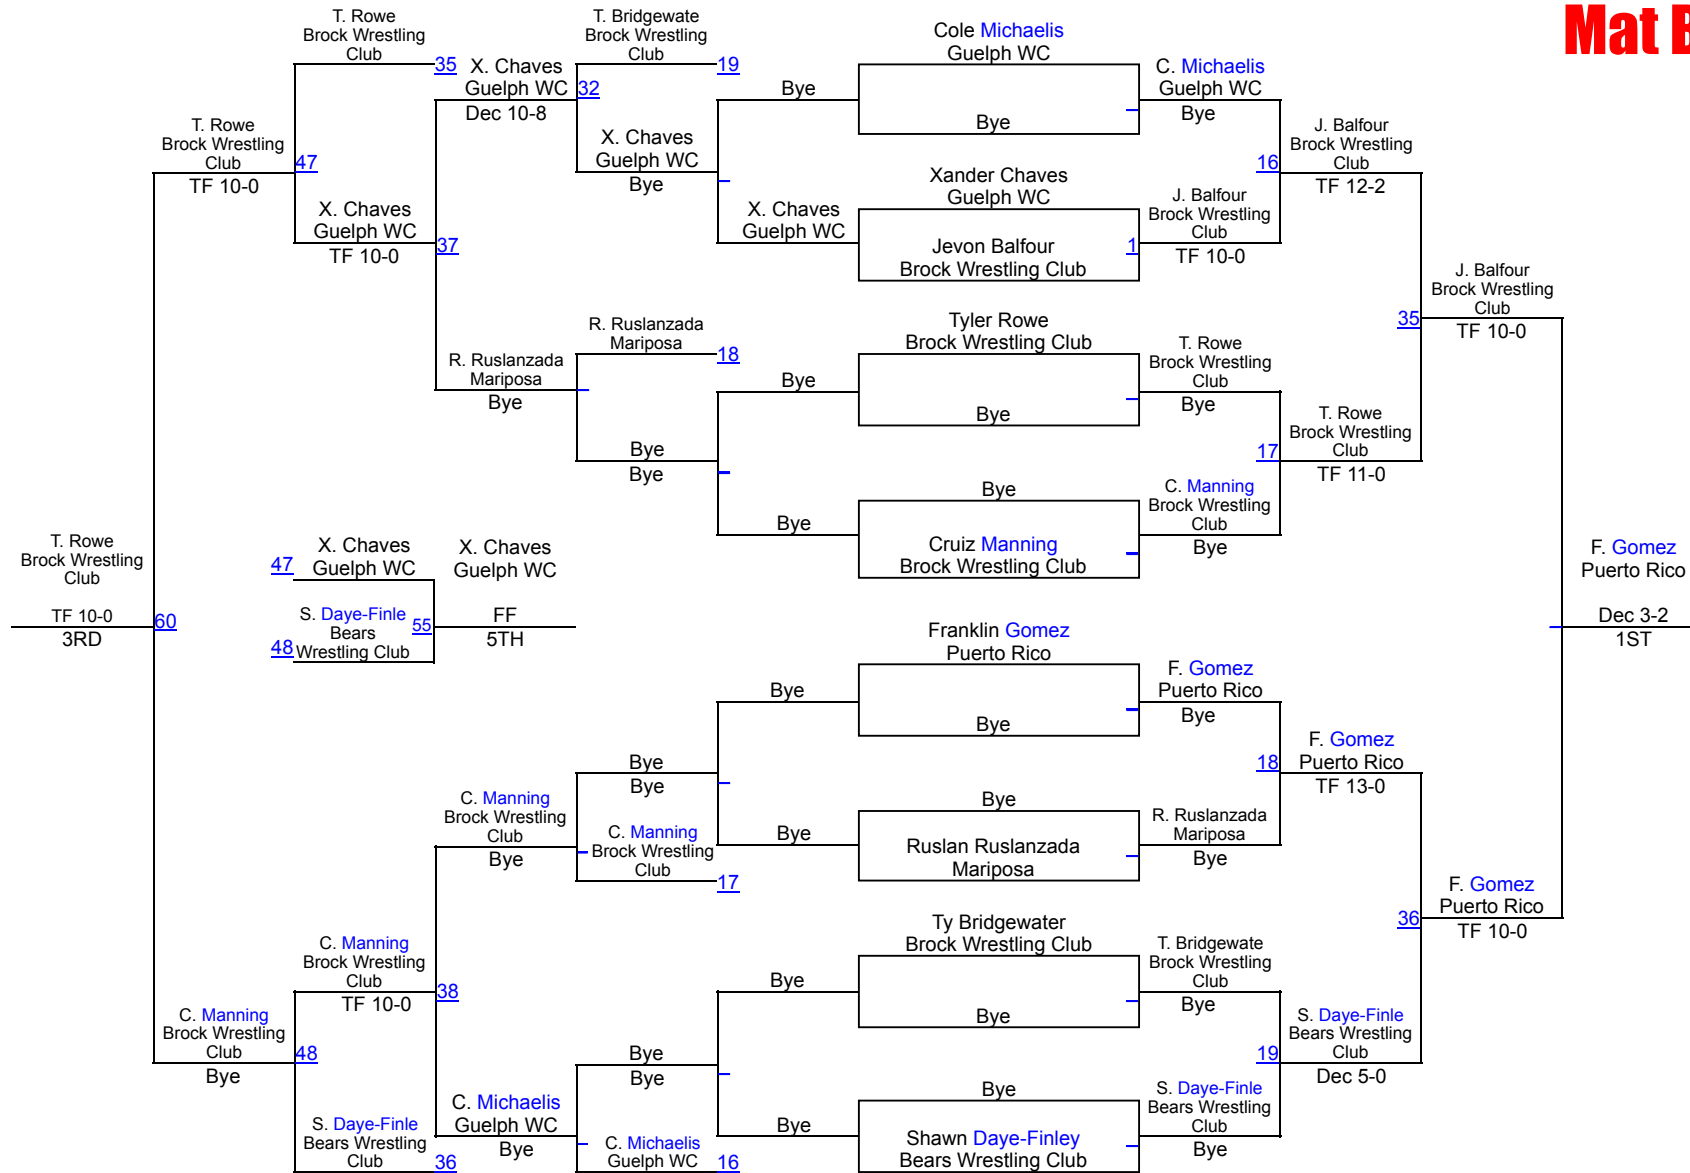 Mat B
T. Rowe
Brock Wrestling
Club
35
T. Rowe
Brock Wrestling
Club
TF 10-0
47
X. Chaves
Guelph WC
TF 10-0
37
X. Chaves
Guelph WC
Dec 10-8
32
T. Bridgewate
Brock Wrestling
Club
19
X. Chaves
Guelph WC
Bye
Bye
X. Chaves
Guelph WC
Cole Michaelis
Guelph WC
Bye
Xander Chaves
Guelph WC
Jevon Balfour
Brock Wrestling Club
1
C. Michaelis
Guelph WC
Bye
16
J. Balfour
Brock Wrestling
Club
TF 10-0
J. Balfour
Brock Wrestling
Club
TF 12-2
R. Ruslanzada
Mariposa
Bye
R. Ruslanzada
Mariposa
18
Bye
Bye
Bye
Bye
Tyler Rowe
Brock Wrestling Club
Bye
Bye
Cruiz Manning
Brock Wrestling Club
T. Rowe
Brock Wrestling
Club
Bye
17
C. Manning
Brock Wrestling
Club
Bye
T. Rowe
Brock Wrestling
Club
TF 11-0
35
J. Balfour
Brock Wrestling
Club
TF 10-0
T. Rowe
Brock Wrestling
Club
TF 10-0
3RD
60
47
X. Chaves
Guelph WC
S. Daye-Finle
Bears
Wrestling Club
48
55
X. Chaves
Guelph WC
FF
5TH
F. Gomez
Puerto Rico
Dec 3-2
1ST
Franklin Gomez
Puerto Rico
Bye
Bye
Ruslan Ruslanzada
Mariposa
Bye
Bye
Bye
Bye
F. Gomez
Puerto Rico
Bye
18
R. Ruslanzada
Mariposa
Bye
F. Gomez
Puerto Rico
TF 13-0
C. Manning
Brock Wrestling
Club
Bye
C. Manning
Brock Wrestling
Club
17
36
F. Gomez
Puerto Rico
TF 10-0
C. Manning
Brock Wrestling
Club
TF 10-0
38
C. Manning
Brock Wrestling
Club
Bye
48
S. Daye-Finle
Bears Wrestling
Club
36
C. Michaelis
Guelph WC
Bye
Bye
Bye
C. Michaelis
Guelph WC
16
Bye
Bye
Ty Bridgewater
Brock Wrestling Club
Bye
Bye
Shawn Daye-Finley
Bears Wrestling Club
T. Bridgewate
Brock Wrestling
Club
Bye
19
S. Daye-Finle
Bears Wrestling
Club
Bye
S. Daye-Finle
Bears Wrestling
Club
Dec 5-0